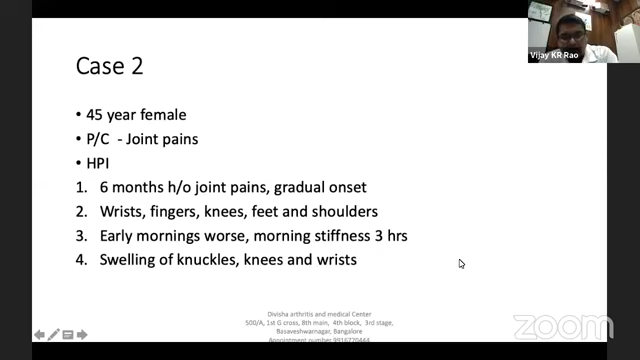 Vijay KR Rao
Case 2
• 45 year female
• P/C - Joint pains
• HPI
1. 6 months h/o joint pains, gradual onset
2. Wrists, fingers, knees, feet and shoulders
3. Early mornings worse, morning stiffness 3 hrs
4. Swelling of knuckles, knees and wrists
Divisha arthritis and medical Center
500/A, 1st G cross, 8th main, 4th block, 3rd stage,
Basaveshwarnagar, Bangalore
Appointment number 9916770444
zoom